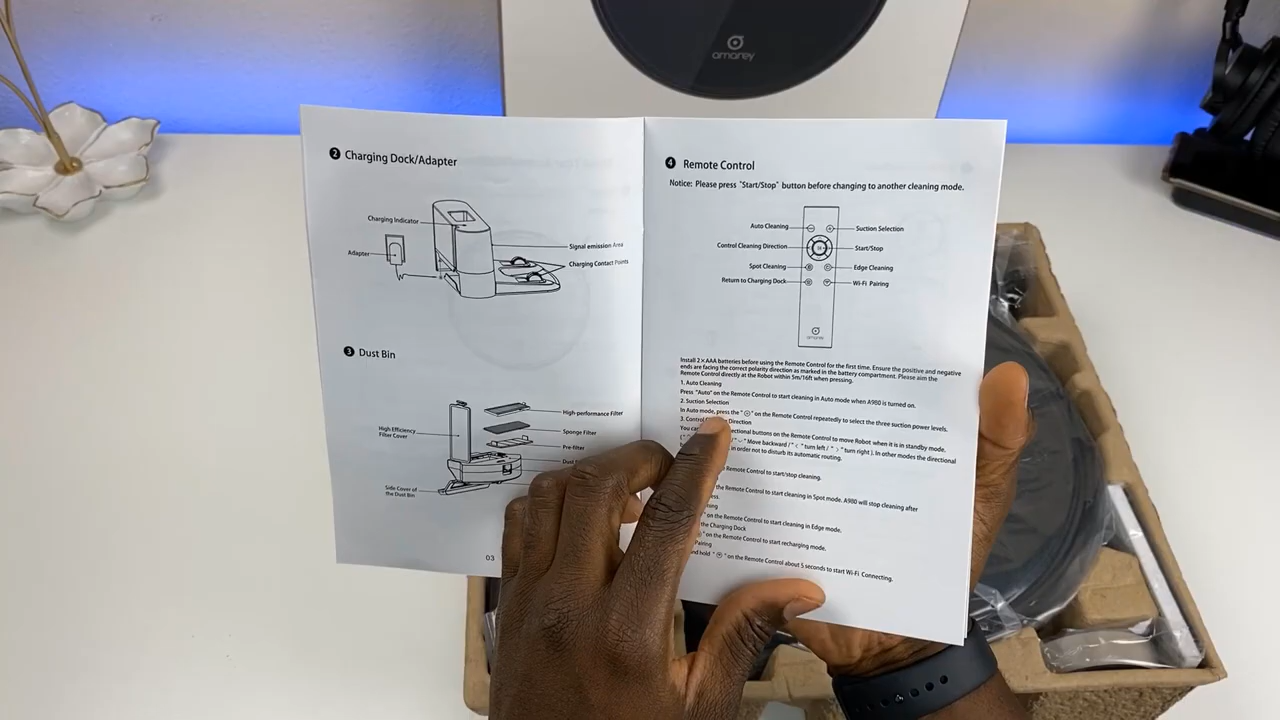 amarey
2 Charging Dock/Adapter
Charging Indicator
Adapter
Signal emission Area
Charging Contact Points
3 Dust Bin
High-performance Filter
Sponge Filter
Pre-filter
Dust
High Efficiency
Filter Cover
Side Cover of
the Dust Bin
03
4 Remote Control
Notice: Please press "Start/Stop" button before changing to another cleaning mode.
Auto Cleaning
Suction Selection
Control Cleaning Direction
Start/Stop
Spot Cleaning
Edge Cleaning
Return to Charging Dock
Wi-Fi Pairing
amarey
Install 2×AAA batteries before using the Remote Control for the first time. Ensure the positive and negative
ends are facing the correct polarity direction as marked in the battery compartment. Please aim the
Remote Control directly at the Robot within 5m/16ft when pressing.
1. Auto Cleaning
Press "Auto" on the Remote Control to start cleaning in Auto mode when A980 is turned on.
2. Suction Selection
In Auto mode, press the " " on the Remote Control repeatedly to select the three suction power levels.
3. Control Direction
You directional buttons on the Remote Control to move Robot when it is in standby mode.
" Move backward /" < " turn left / " > " turn right ). In other modes the directional
in order not to disturb its automatic routing.
Remote Control to start/stop cleaning.
the Remote Control to start cleaning in Spot mode. A980 will stop cleaning after
" on the Remote Control to start cleaning in Edge mode.
the Charging Dock
" on the Remote Control to start recharging mode.
Pairing
and hold " " on the Remote Control about 5 seconds to start Wi-Fi Connecting.